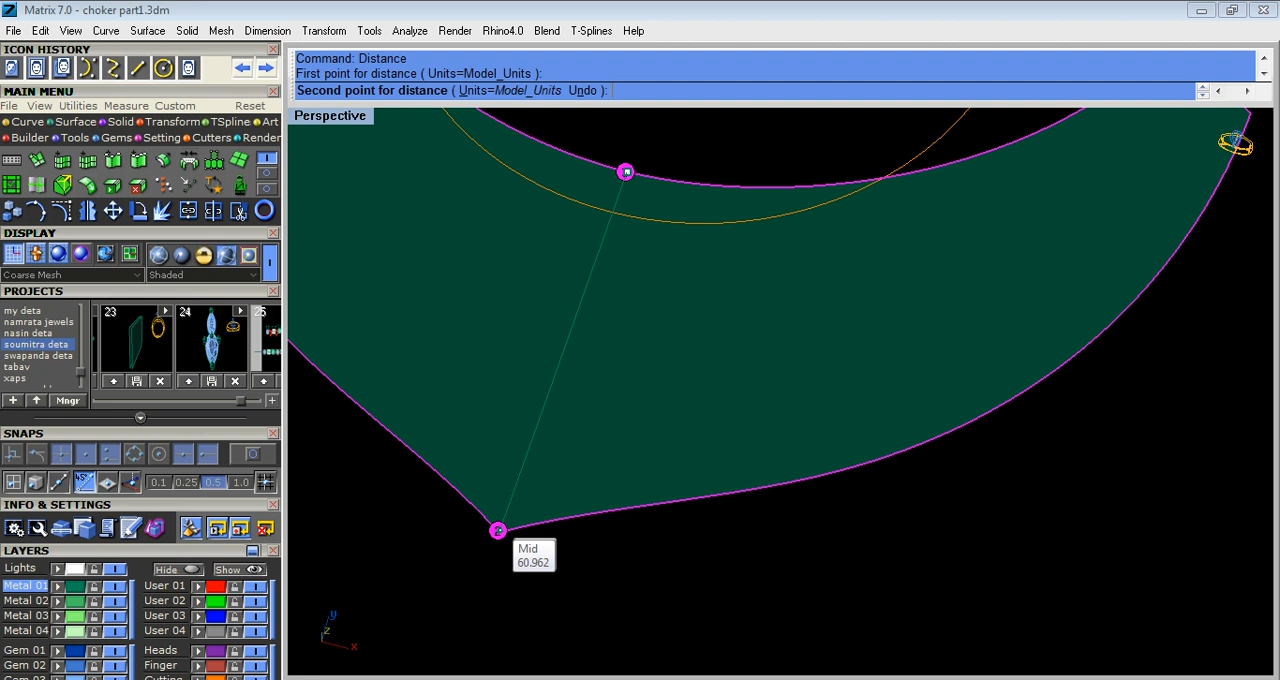 Matrix 7.0 - choker part1.3dm
File Edit View Curve Surface Solid Mesh Dimension Transform Tools Analyze Render Rhino4.0 Blend T-Splines Help
ICON HISTORY
Command: Distance
First point for distance ( Units=Model_Units ):
Second point for distance ( Units=Model_Units Undo ):
MAIN MENU
File View Utilities Measure Custom Reset
Curve Surface Solid Transform TSpline Art
Builder Tools Gems Setting Cutters Render
Perspective
DISPLAY
Coarse Mesh Shaded
PROJECTS
my deta
namrata jewels
nasin deta
soumitra deta
swapanda deta
tabav
xaps
23 24 25
Mngr
SNAPS
45°
0.1 0.25 0.5 1.0
INFO & SETTINGS
LAYERS
Lights Hide Show
Metal 01 User 01
Metal 02 User 02
Metal 03 User 03
Metal 04 User 04
Gem 01 Heads
Gem 02 Finger
Gem 03 Cutting
2
Mid
60.962
y
z
x